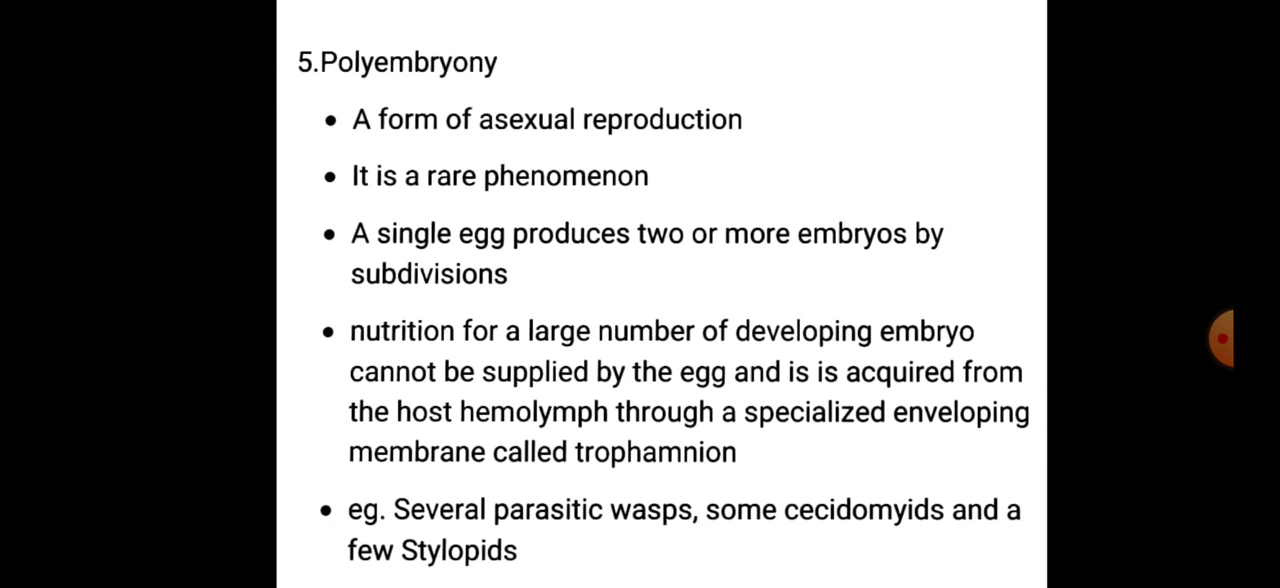 5.Polyembryony
• A form of asexual reproduction
• It is a rare phenomenon
• A single egg produces two or more embryos by
subdivisions
• nutrition for a large number of developing embryo
cannot be supplied by the egg and is is acquired from
the host hemolymph through a specialized enveloping
membrane called trophamnion
• eg. Several parasitic wasps, some cecidomyids and a
few Stylopids